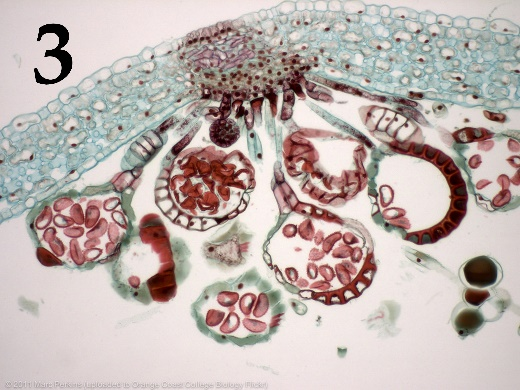 3
© 2011 Marc Perkins (uploaded to Orange Coast College Biology Flickr)